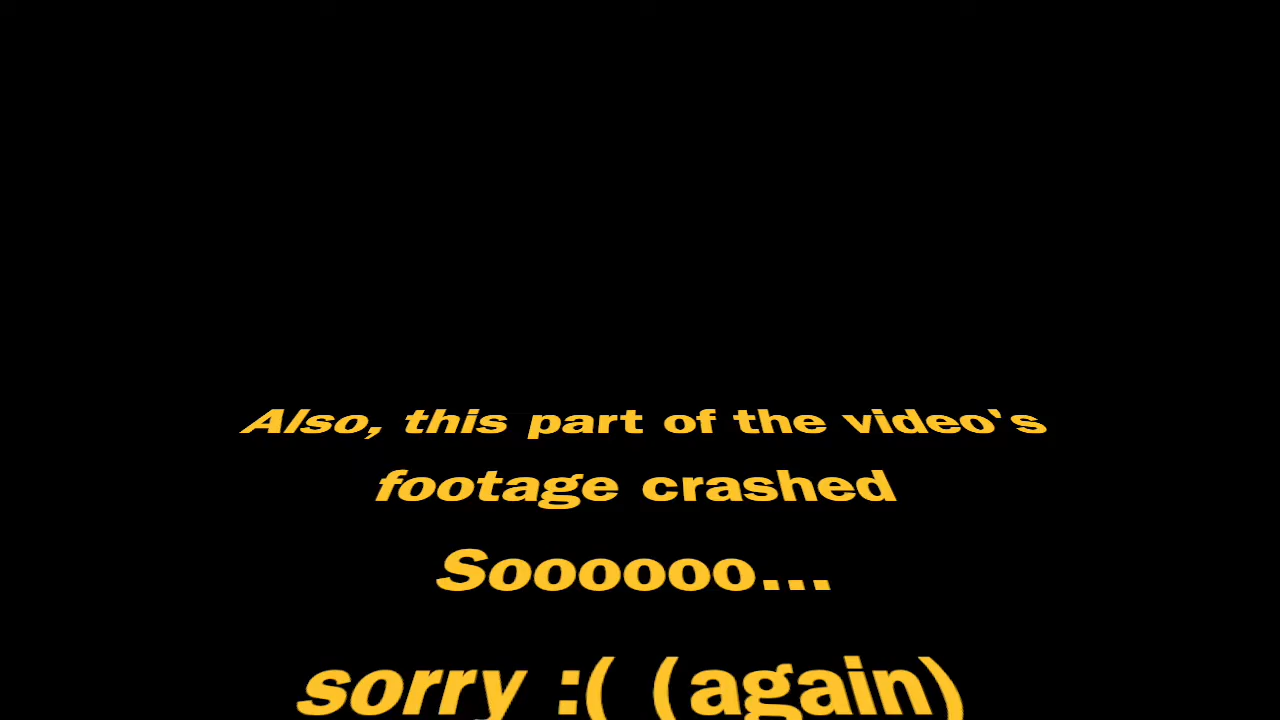 Also, this part of the video's
footage crashed
Soooooo...
sorry :( (again)